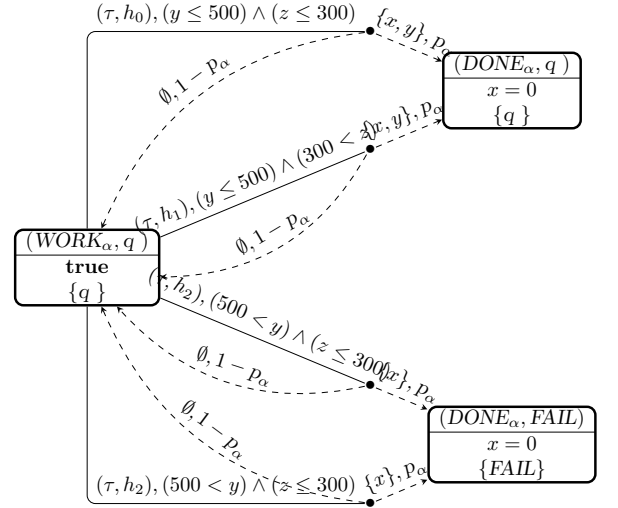 (τ, h₀), (y ≤ 500) ∧ (z ≤ 300)
{x, y}, pα
∅, 1 − pα
(DONEα, q )
x = 0
{q }
(τ, h₁), (y ≤ 500) ∧ (300 < z)
{x, y}, pα
∅, 1 − pα
(WORKα, q )
true
{q }
(τ, h₂), (500 < y) ∧ (z ≤ 300)
{x}, pα
∅, 1 − pα
(DONEα, FAIL)
x = 0
{FAIL}
∅, 1 − pα
(τ, h₂), (500 < y) ∧ (z ≤ 300)
{x}, pα